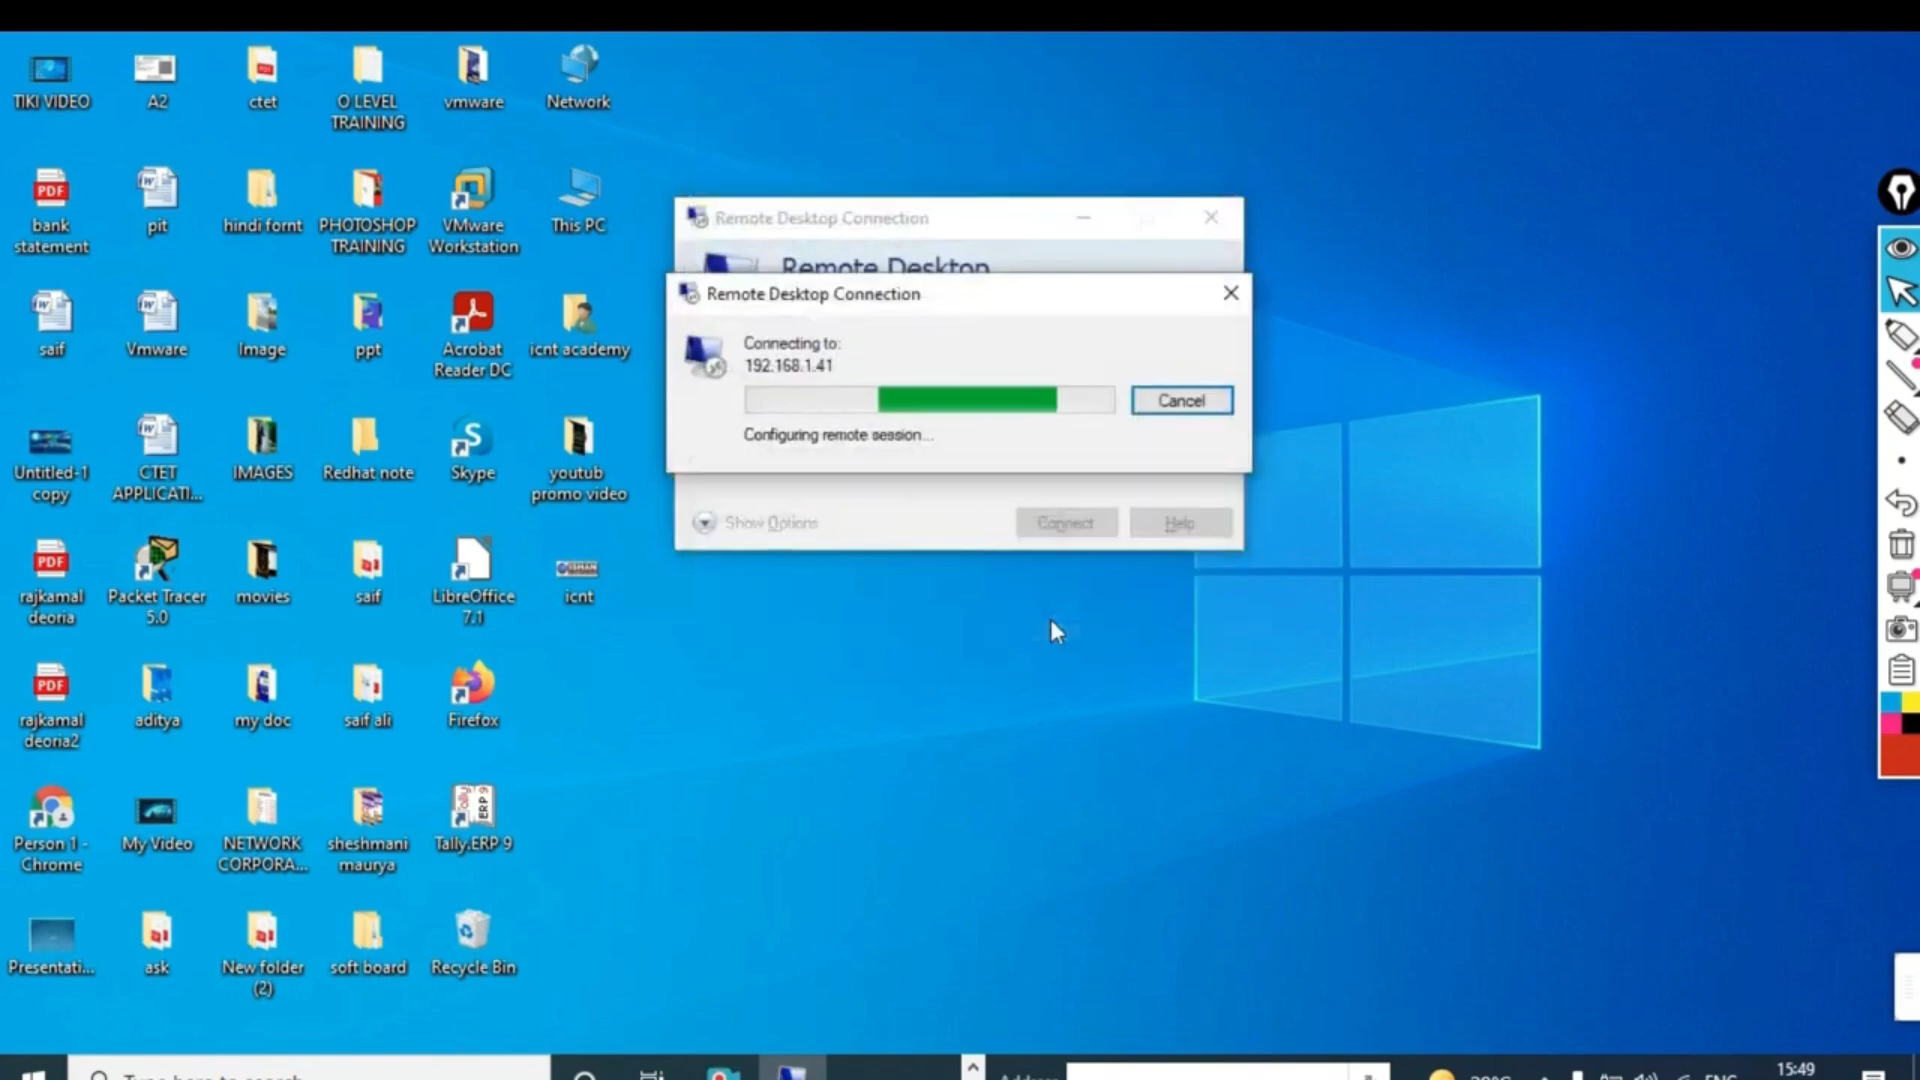 TIKI VIDEO
A2
ctet
O LEVEL
TRAINING
vmware
Network
PDF
bank
statement
pit
hindi fornt
PHOTOSHOP
TRAINING
VMware
Workstation
This PC
saif
Vmware
Image
ppt
Acrobat
Reader DC
icnt academy
Untitled-1
copy
CTET
APPLICATI...
IMAGES
Redhat note
Skype
youtub
promo video
PDF
rajkamal
deoria
Packet Tracer
5.0
movies
saif
LibreOffice
7.1
icnt
PDF
rajkamal
deoria2
aditya
my doc
saif ali
Firefox
Person 1 -
Chrome
My Video
NETWORK
CORPORA...
sheshmani
maurya
Tally.ERP 9
Presentati...
ask
New folder
(2)
soft board
Recycle Bin
Remote Desktop Connection
Remote Desktop
Remote Desktop Connection
Connecting to:
192.168.1.41
Cancel
Configuring remote session...
Show Options
Connect
Help
Type here to search
Address
15:49
ENG